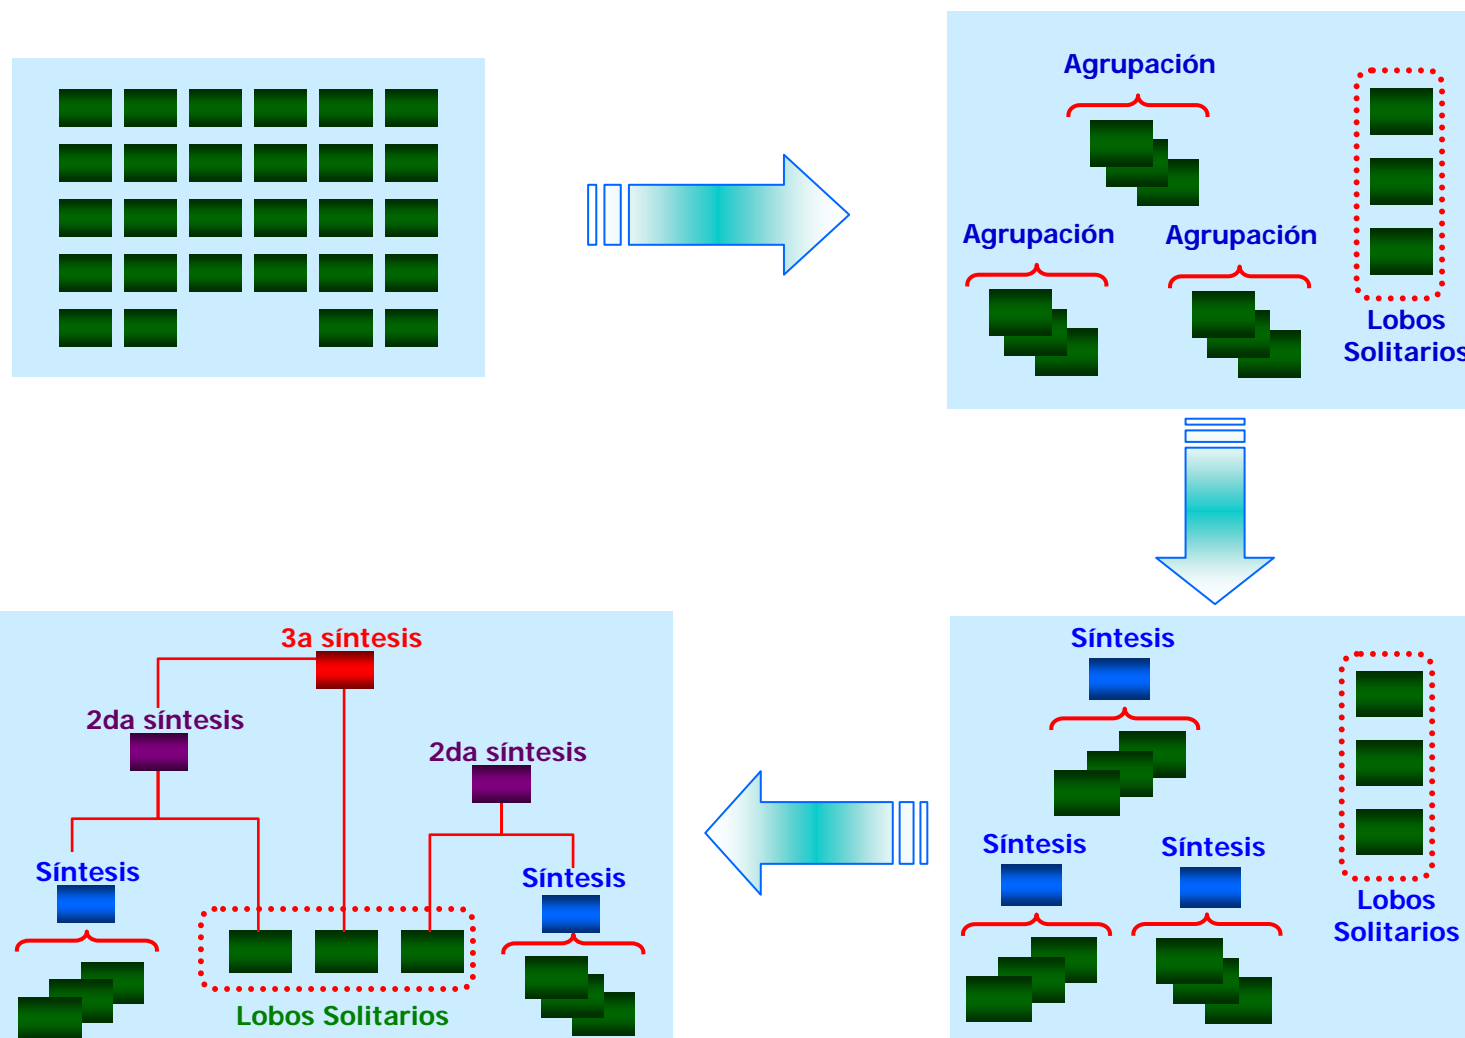 Agrupación
Agrupación
Agrupación
Lobos
Solitarios
3a síntesis
2da síntesis
2da síntesis
Síntesis
Síntesis
Lobos Solitarios
Síntesis
Síntesis
Síntesis
Lobos
Solitarios